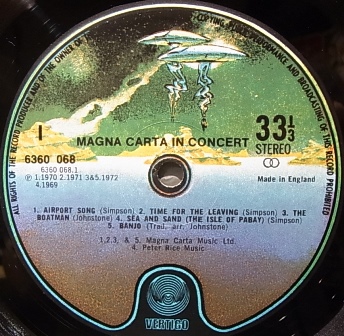 ALL RIGHTS OF THE RECORD PRODUCER AND OF THE OWNER OF
COPYING, PUBLIC PERFORMANCE AND BROADCASTING OF THIS RECORD PROHIBITED
I
MAGNA CARTA IN CONCERT
33⅓
STEREO
6360 068
6360 068.1
Made in England
Ⓟ 1:1970 2.1971 3&5.1972
4.1969
1. AIRPORT SONG (Simpson) 2. TIME FOR THE LEAVING (Simpson) 3. THE
BOATMAN (Johnstone) 4. SEA AND SAND (THE ISLE OF PABAY) (Simpson)
5. BANJO (Trad. arr. Johnstone)
1,2,3, & 5. Magna Carta Music Ltd.
4. Peter Rice Music.
VERTIGO